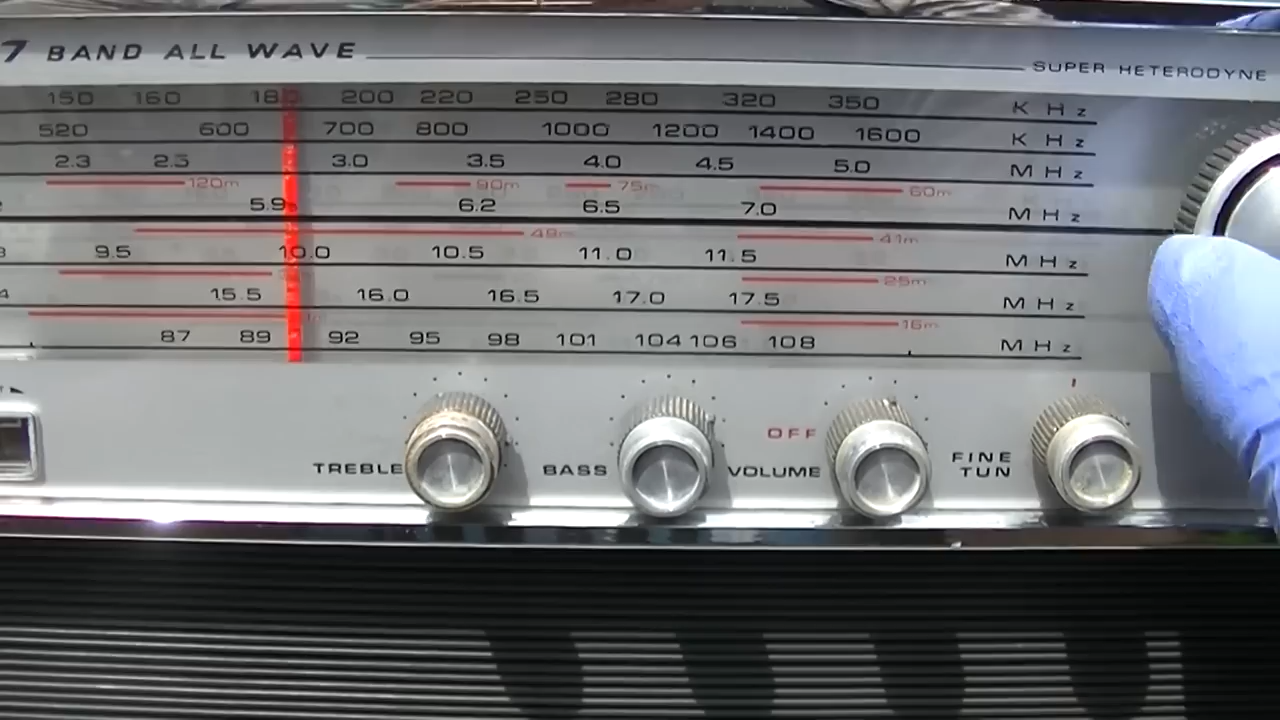 7 BAND ALL WAVE
SUPER HETERODYNE
150 160 180 200 220 250 280 320 350 KHz
520 600 700 800 1000 1200 1400 1600 KHz
2.3 2.5 3.0 3.5 4.0 4.5 5.0 MHz
120m 90m 75m 60m
5.9 6.2 6.5 7.0 MHz
49m 41m
9.5 10.0 10.5 11.0 11.5 MHz
25m
15.5 16.0 16.5 17.0 17.5 MHz
16m
87 89 92 95 98 101 104 106 108 MHz
OFF
TREBLE BASS VOLUME FINE
TUN